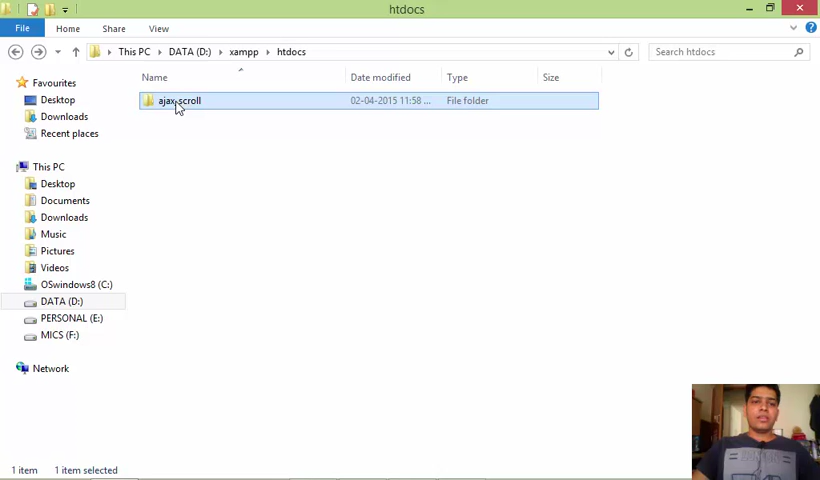 htdocs
File Home Share View
This PC DATA (D:) xampp htdocs Search htdocs
Name Date modified Type Size
ajax-scroll 02-04-2015 11:58 ... File folder
Favourites
Desktop
Downloads
Recent places
This PC
Desktop
Documents
Downloads
Music
Pictures
Videos
OSwindows8 (C:)
DATA (D:)
PERSONAL (E:)
MICS (F:)
Network
1 item 1 item selected